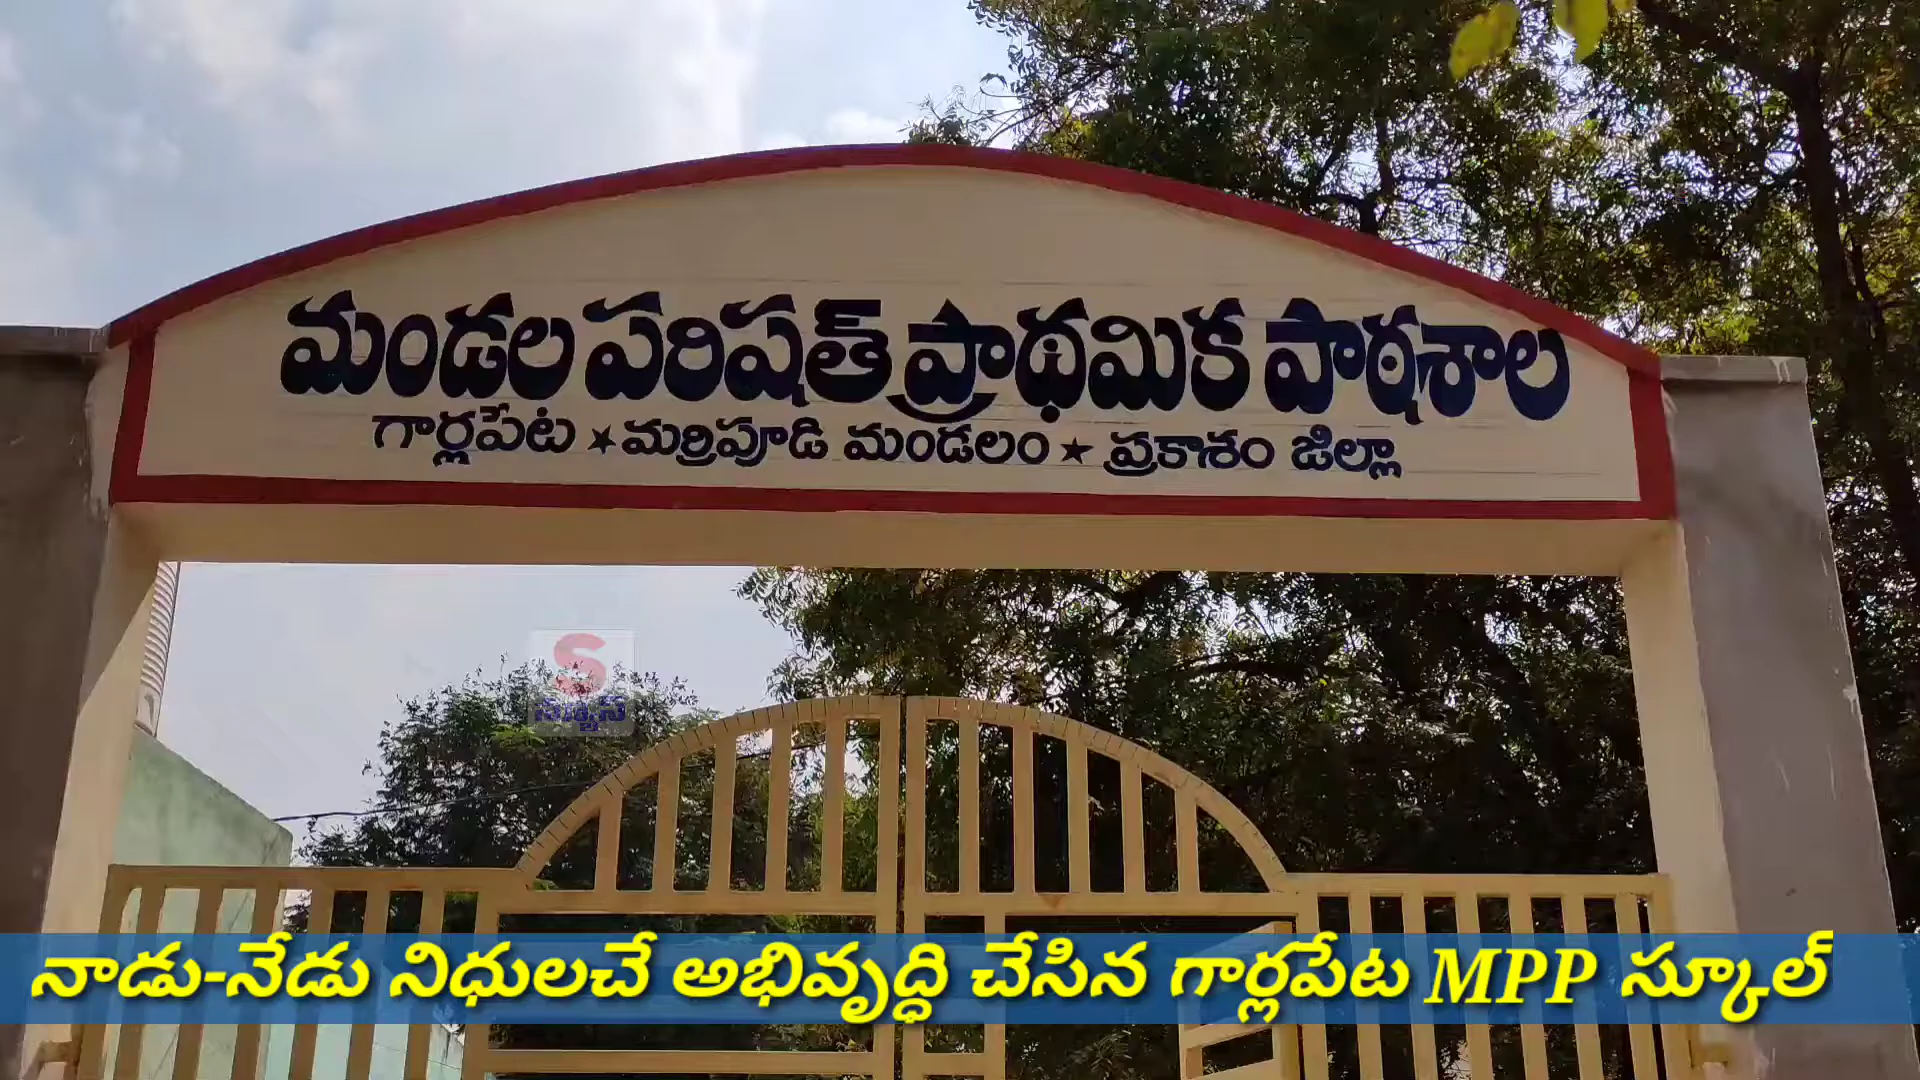 మండల పరిషత్ ప్రాథమిక పాఠశాల
గార్లపేట ★ మర్రిపూడి మండలం ★ ప్రకాశం జిల్లా
S
న్యూస్
నాడు-నేడు నిధులచే అభివృద్ధి చేసిన గార్లపేట MPP స్కూల్